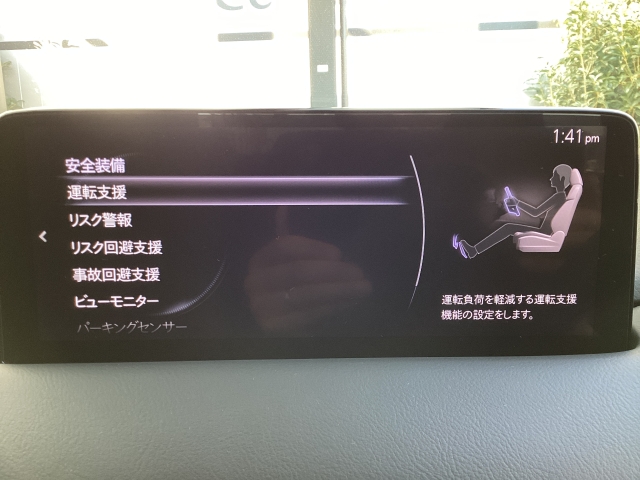 1:41 pm
安全装備
運転支援
リスク警報
リスク回避支援
事故回避支援
ビューモニター
パーキングセンサー
運転負荷を軽減する運転支援
機能の設定をします。